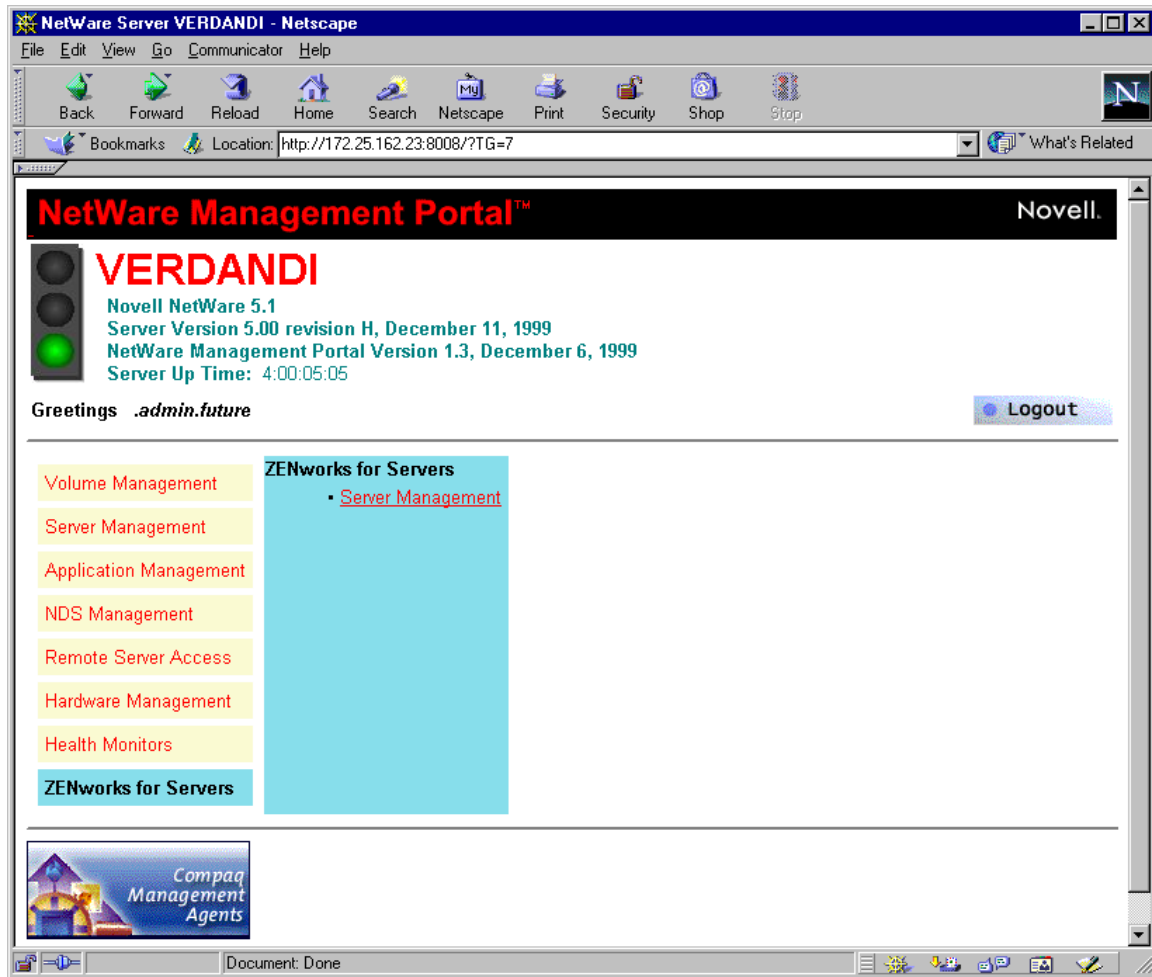 NetWare Server VERDANDI - Netscape
File Edit View Go Communicator Help
My
N
Back Forward Reload Home Search Netscape Print Security Shop Stop
Bookmarks Location: http://172.25.162.23:8008/?TG=7 What's Related
NetWare Management Portal™ Novell.
VERDANDI
Novell NetWare 5.1
Server Version 5.00 revision H, December 11, 1999
NetWare Management Portal Version 1.3, December 6, 1999
Server Up Time: 4:00:05:05
Greetings .admin.future Logout
ZENworks for Servers
• Server Management
Volume Management
Server Management
Application Management
NDS Management
Remote Server Access
Hardware Management
Health Monitors
ZENworks for Servers
Compaq
Management
Agents
Document: Done